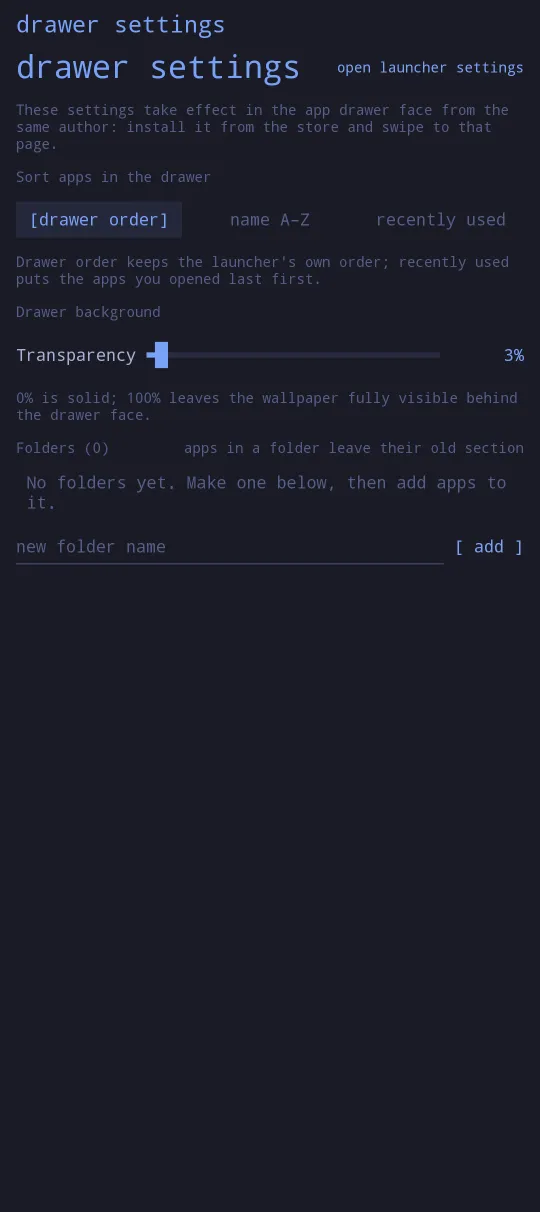 drawer settings
drawer settings
open launcher settings
These settings take effect in the app drawer face from the
same author: install it from the store and swipe to that
page.
Sort apps in the drawer
[drawer order]
name A–Z
recently used
Drawer order keeps the launcher's own order; recently used
puts the apps you opened last first.
Drawer background
Transparency
3%
0% is solid; 100% leaves the wallpaper fully visible behind
the drawer face.
Folders (0)
apps in a folder leave their old section
No folders yet. Make one below, then add apps to
it.
new folder name
[ add ]